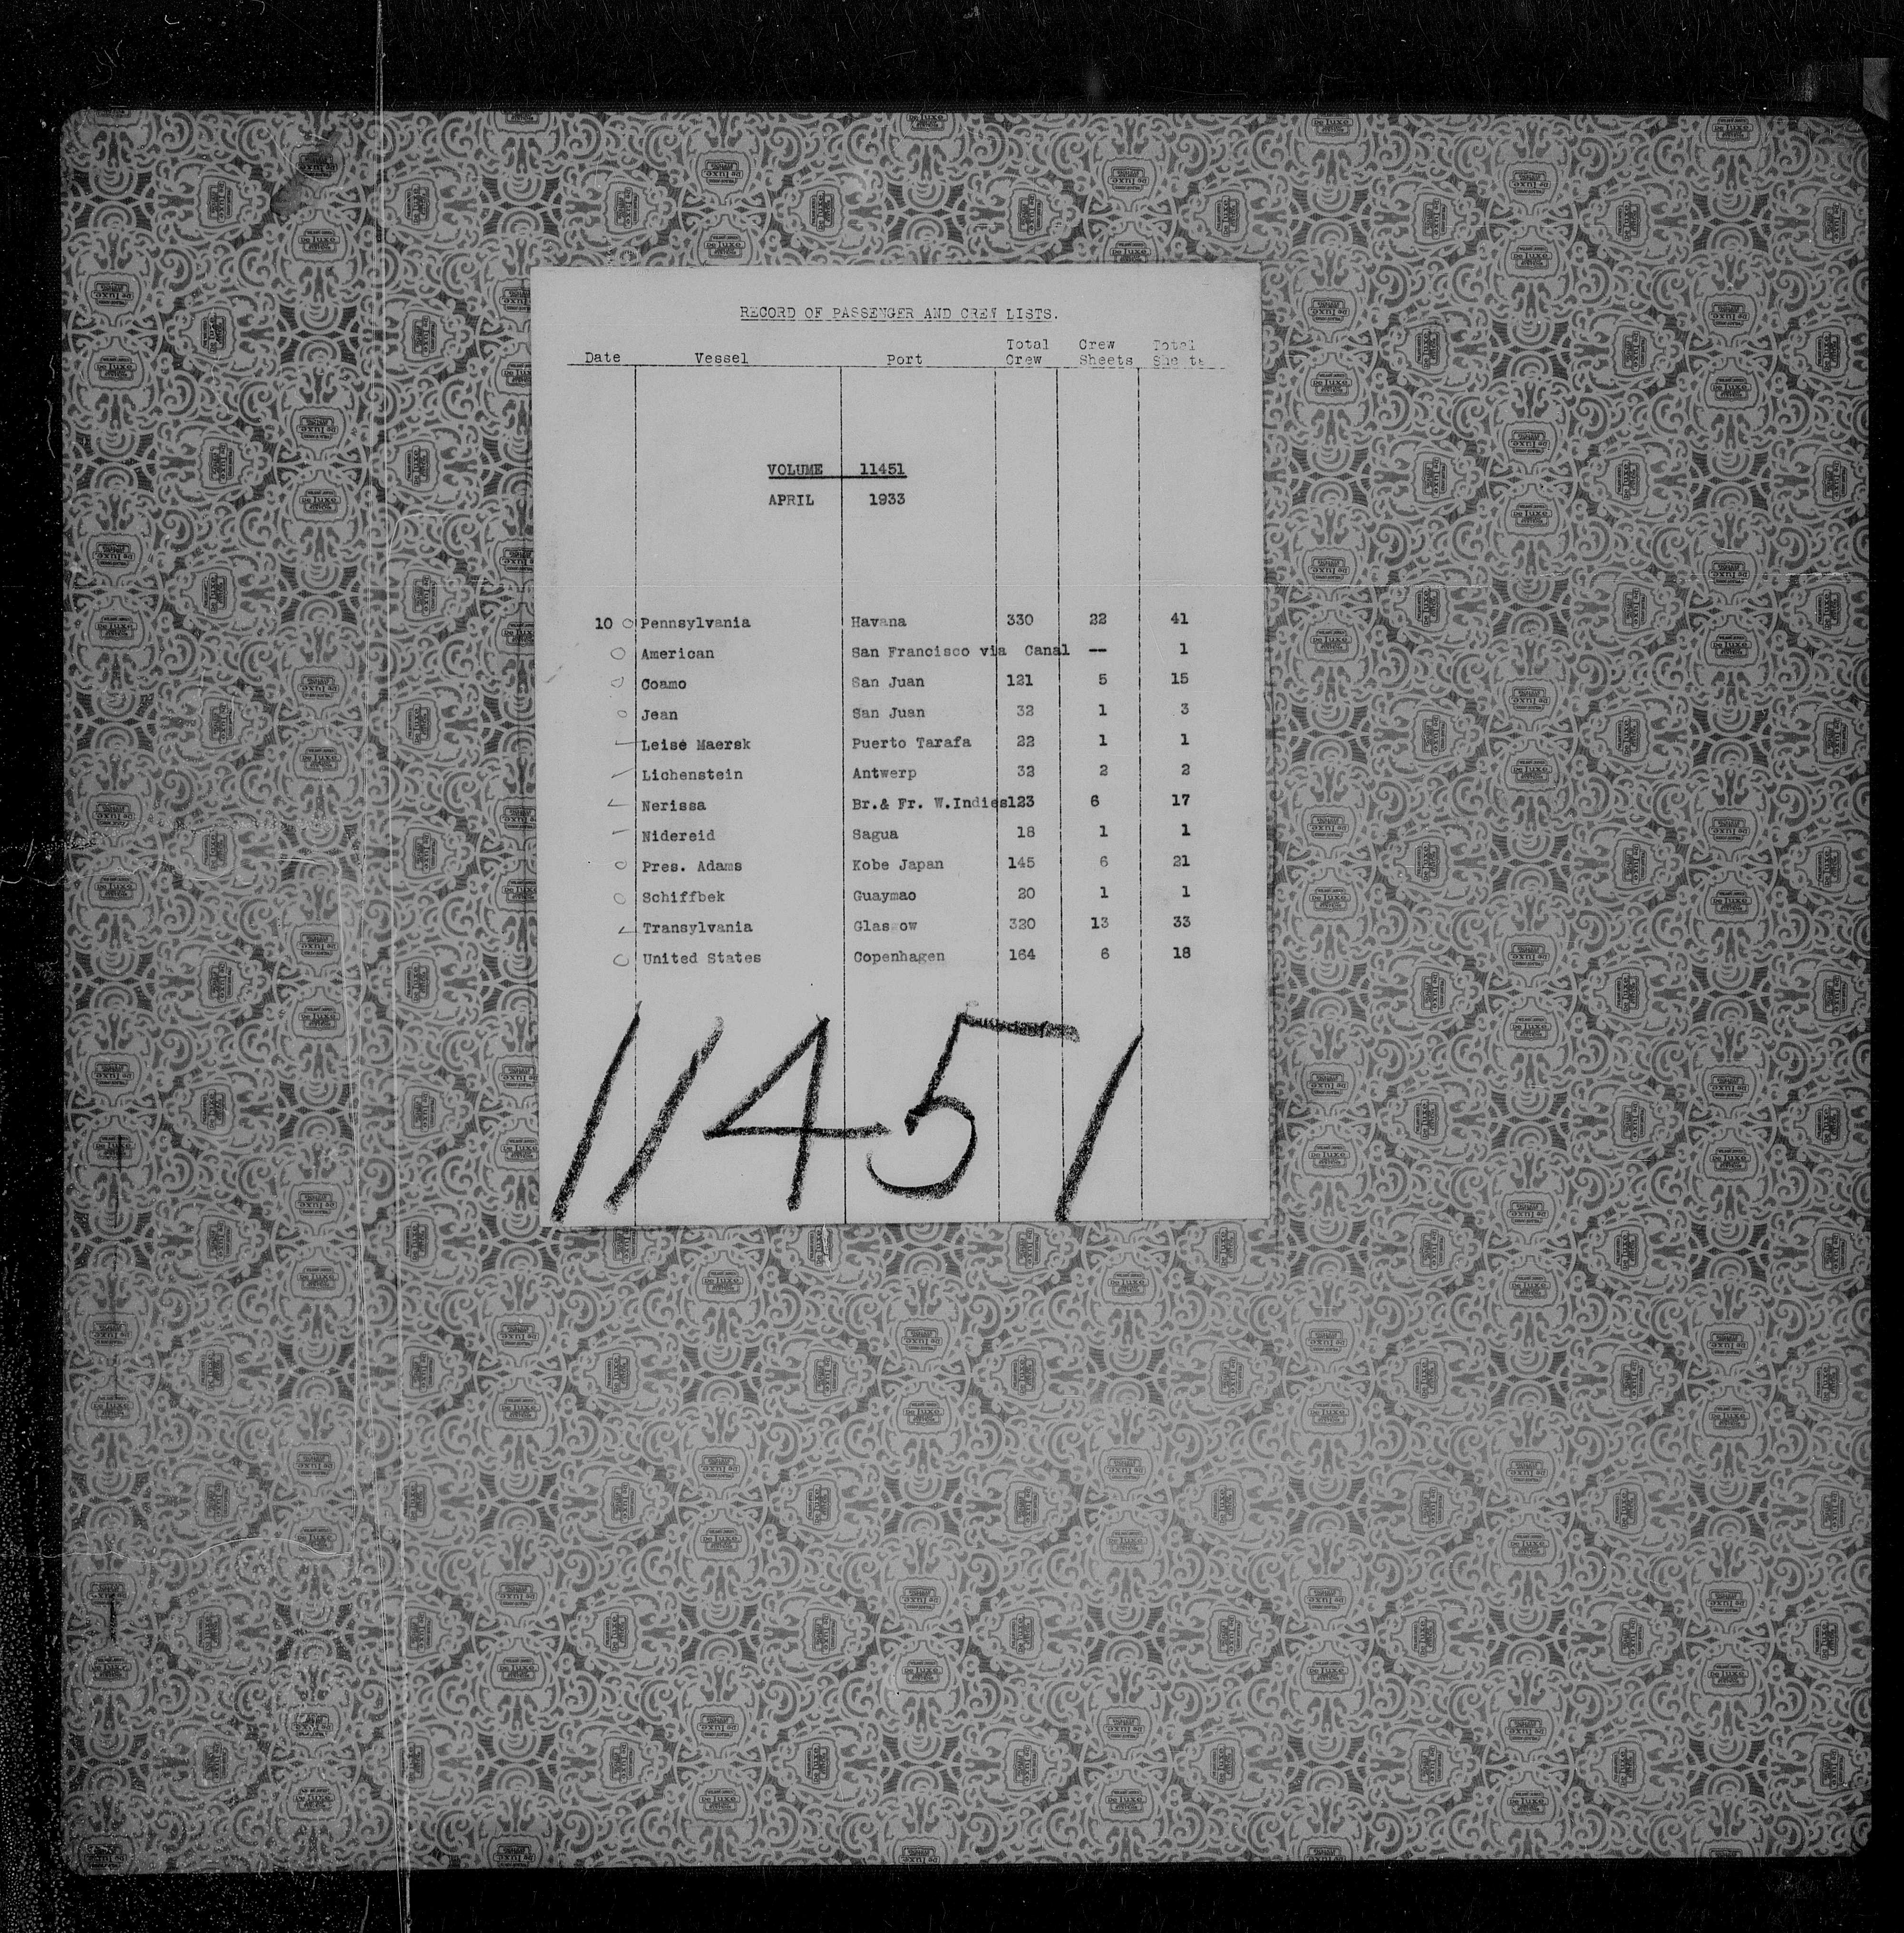 RECORD OF PASSENGER AND CREW LISTS.
Date Vessel Port Total Crew Crew Sheets Total Sheets
VOLUME 11451
APRIL 1933
10 Pennsylvania Havana 330 22 41
American San Francisco via Canal -- 1
Coamo San Juan 121 5 15
Jean San Juan 32 1 3
Leise Maersk Puerto Tarafa 22 1 1
Lichenstein Antwerp 32 2 2
Nerissa Br.& Fr. W.Indies 123 6 17
Nidereid Sagua 18 1 1
Pres. Adams Kobe Japan 145 6 21
Schiffbek Guaymao 20 1 1
Transylvania Glasgow 320 13 33
United States Copenhagen 164 6 18
11451